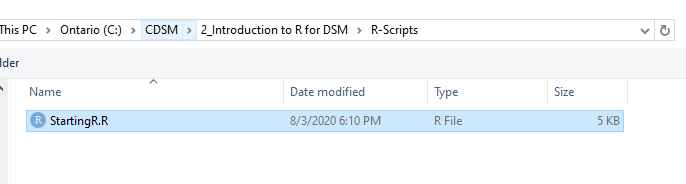 This PC > Ontario (C:) > CDSM > 2_Introduction to R for DSM > R-Scripts
lder
Name Date modified Type Size
R StartingR.R 8/3/2020 6:10 PM R File 5 KB